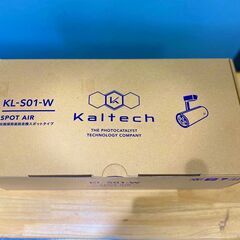 KL-S01-W
SPOT AIR
K
Kaltech
THE PHOTOCATALYST
TECHNOLOGY COMPANY
KL-S01-W